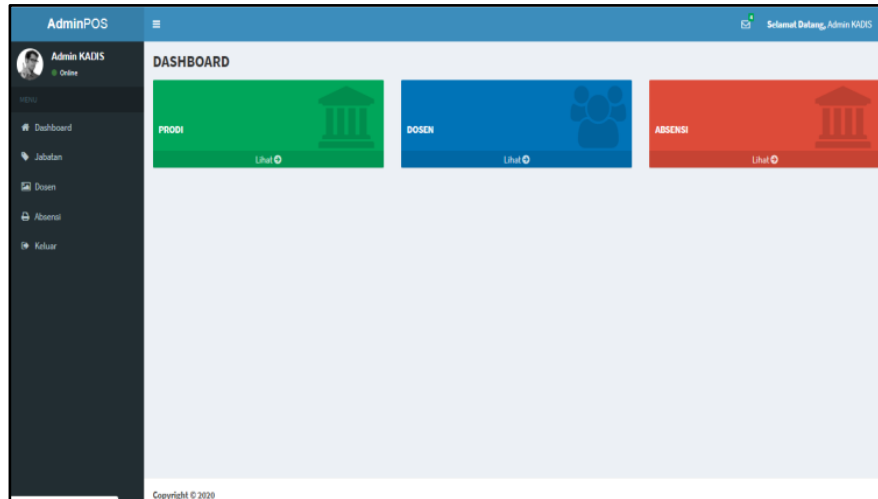 AdminPOS
Selamat Datang, Admin KADIS
Admin KADIS
Online
MENU
Dashboard
Jabatan
Dosen
Absensi
Keluar
DASHBOARD
PRODI
Lihat
DOSEN
Lihat
ABSENSI
Lihat
Copyright © 2020